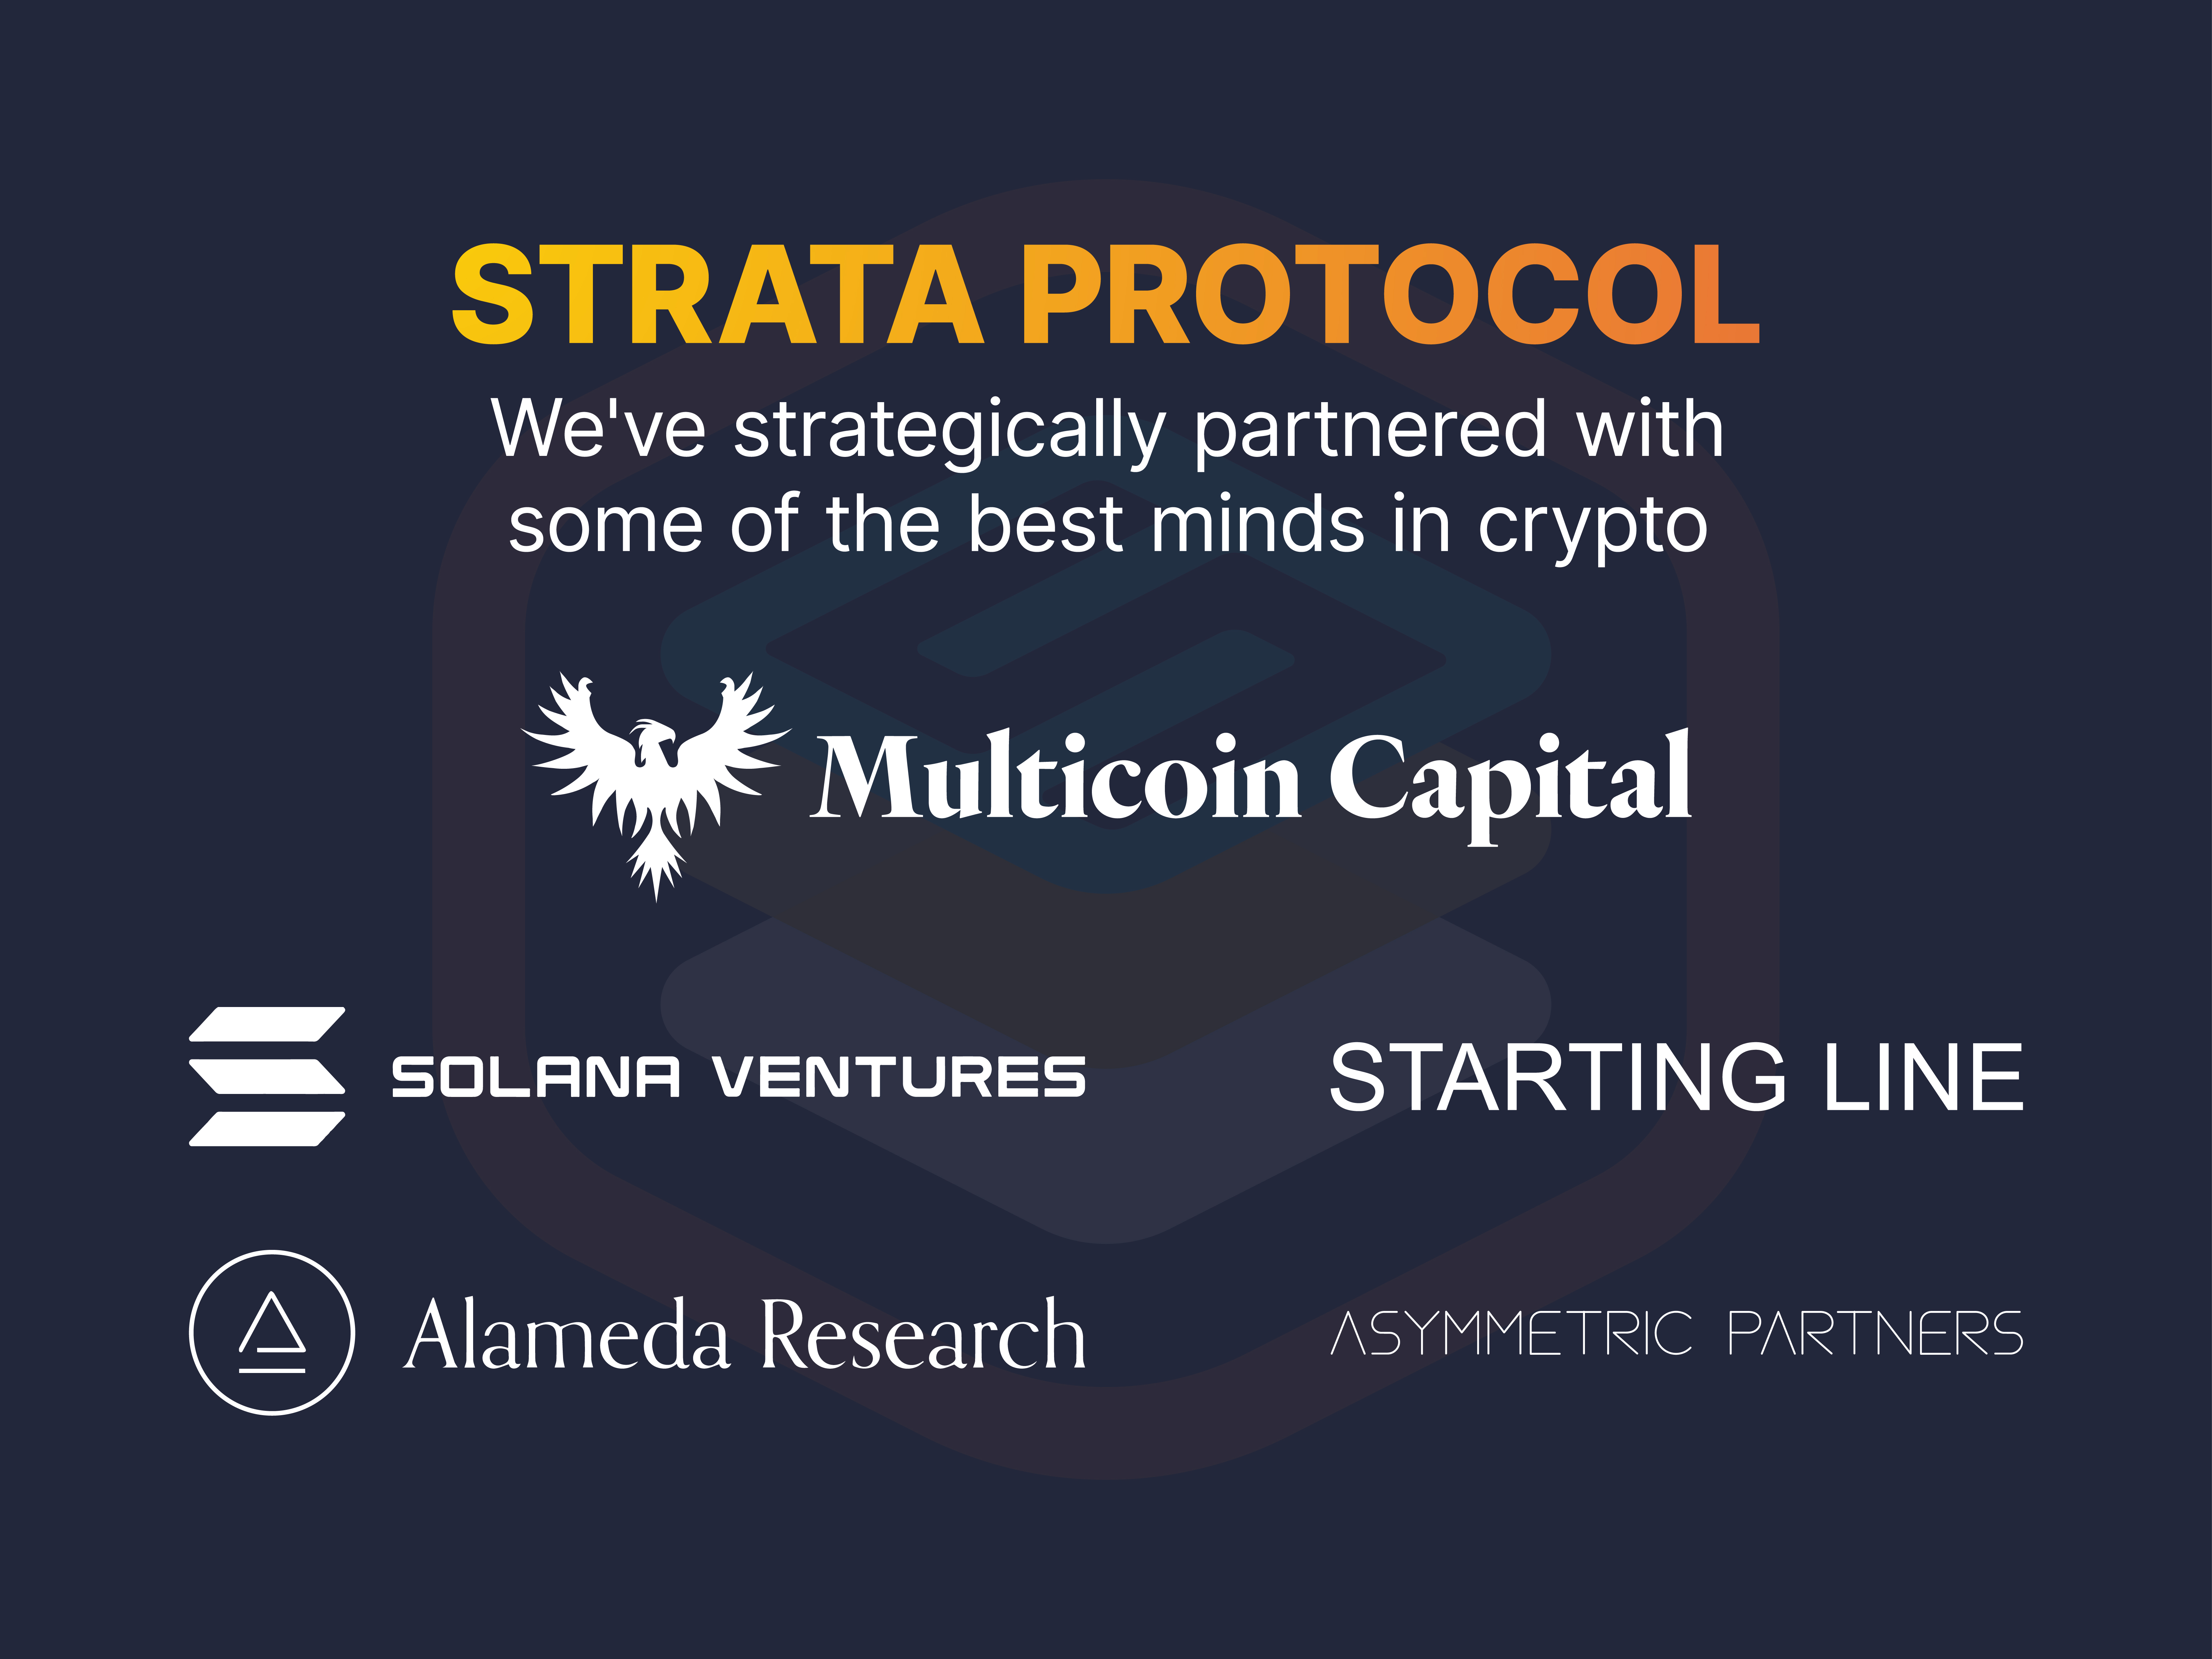 STRATA PROTOCOL
We've strategically partnered with
some of the best minds in crypto
Multicoin Capital
SOLANA VENTURES
STARTING LINE
Alameda Research
ASYMMETRIC PARTNERS